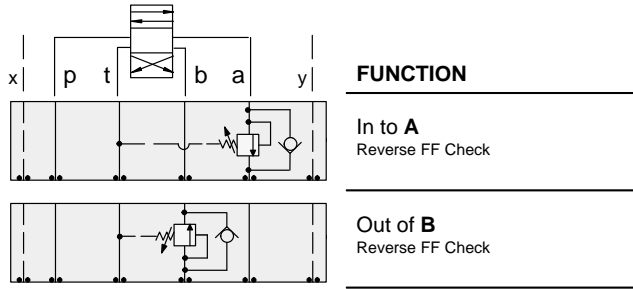 x p t b a y
FUNCTION
In to A
Reverse FF Check
Out of B
Reverse FF Check